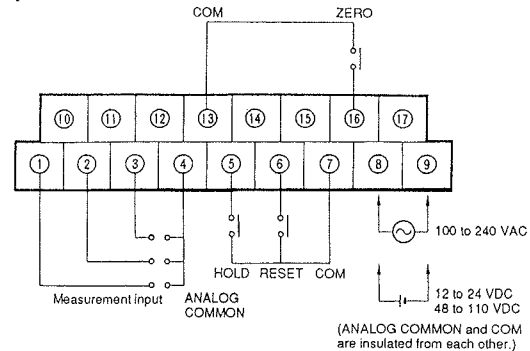 COM ZERO
⑩ ⑪ ⑫ ⑬ ⑭ ⑮ ⑯ ⑰
① ② ③ ④ ⑤ ⑥ ⑦ ⑧ ⑨
100 to 240 VAC
HOLD RESET COM
Measurement input ANALOG
COMMON
12 to 24 VDC
48 to 110 VDC
(ANALOG COMMON and COM
are insulated from each other.)